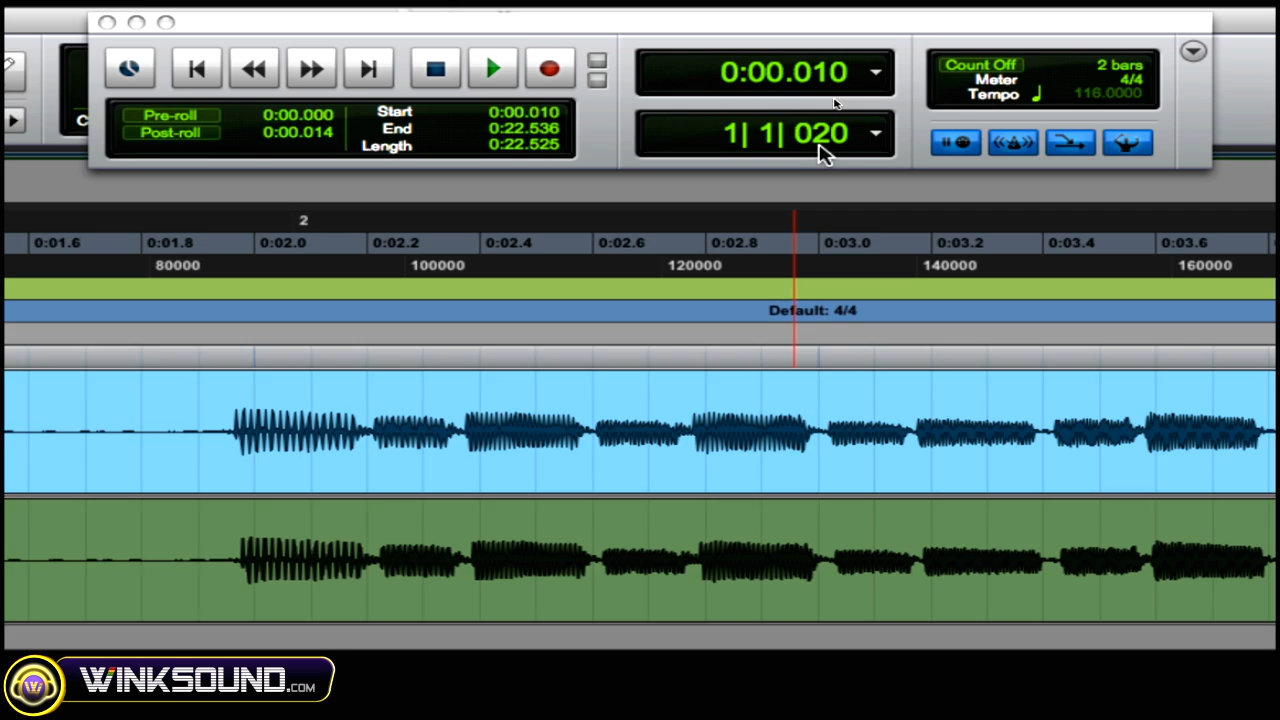 0:00.010
Count Off 2 bars
Meter 4/4
Tempo 116.0000
Pre-roll 0:00.000
Post-roll 0:00.014
Start 0:00.010
End 0:22.536
Length 0:22.525
1| 1| 020
2
0:01.6 0:01.8 0:02.0 0:02.2 0:02.4 0:02.6 0:02.8 0:03.0 0:03.2 0:03.4 0:03.6
80000 100000 120000 140000 160000
Default: 4/4
WINKSOUND.COM